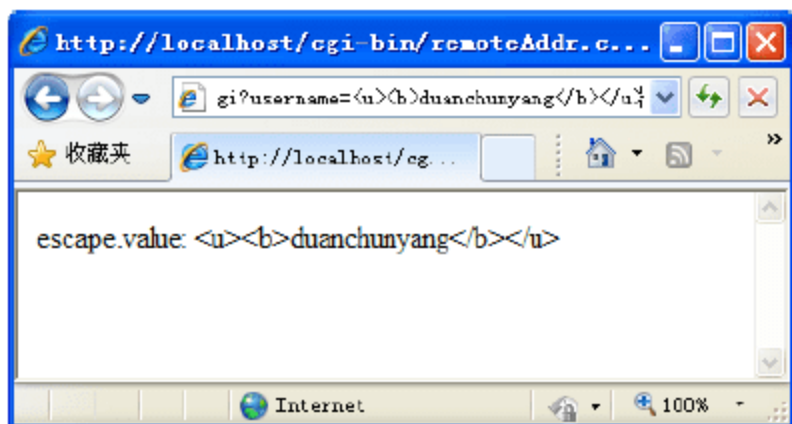 http://localhost/cgi-bin/remoteAddr.c...
gi?username=<u><b>duanchunyang</b></u>
收藏夹
http://localhost/cg...
»
escape.value: <u><b>duanchunyang</b></u>
Internet
100%